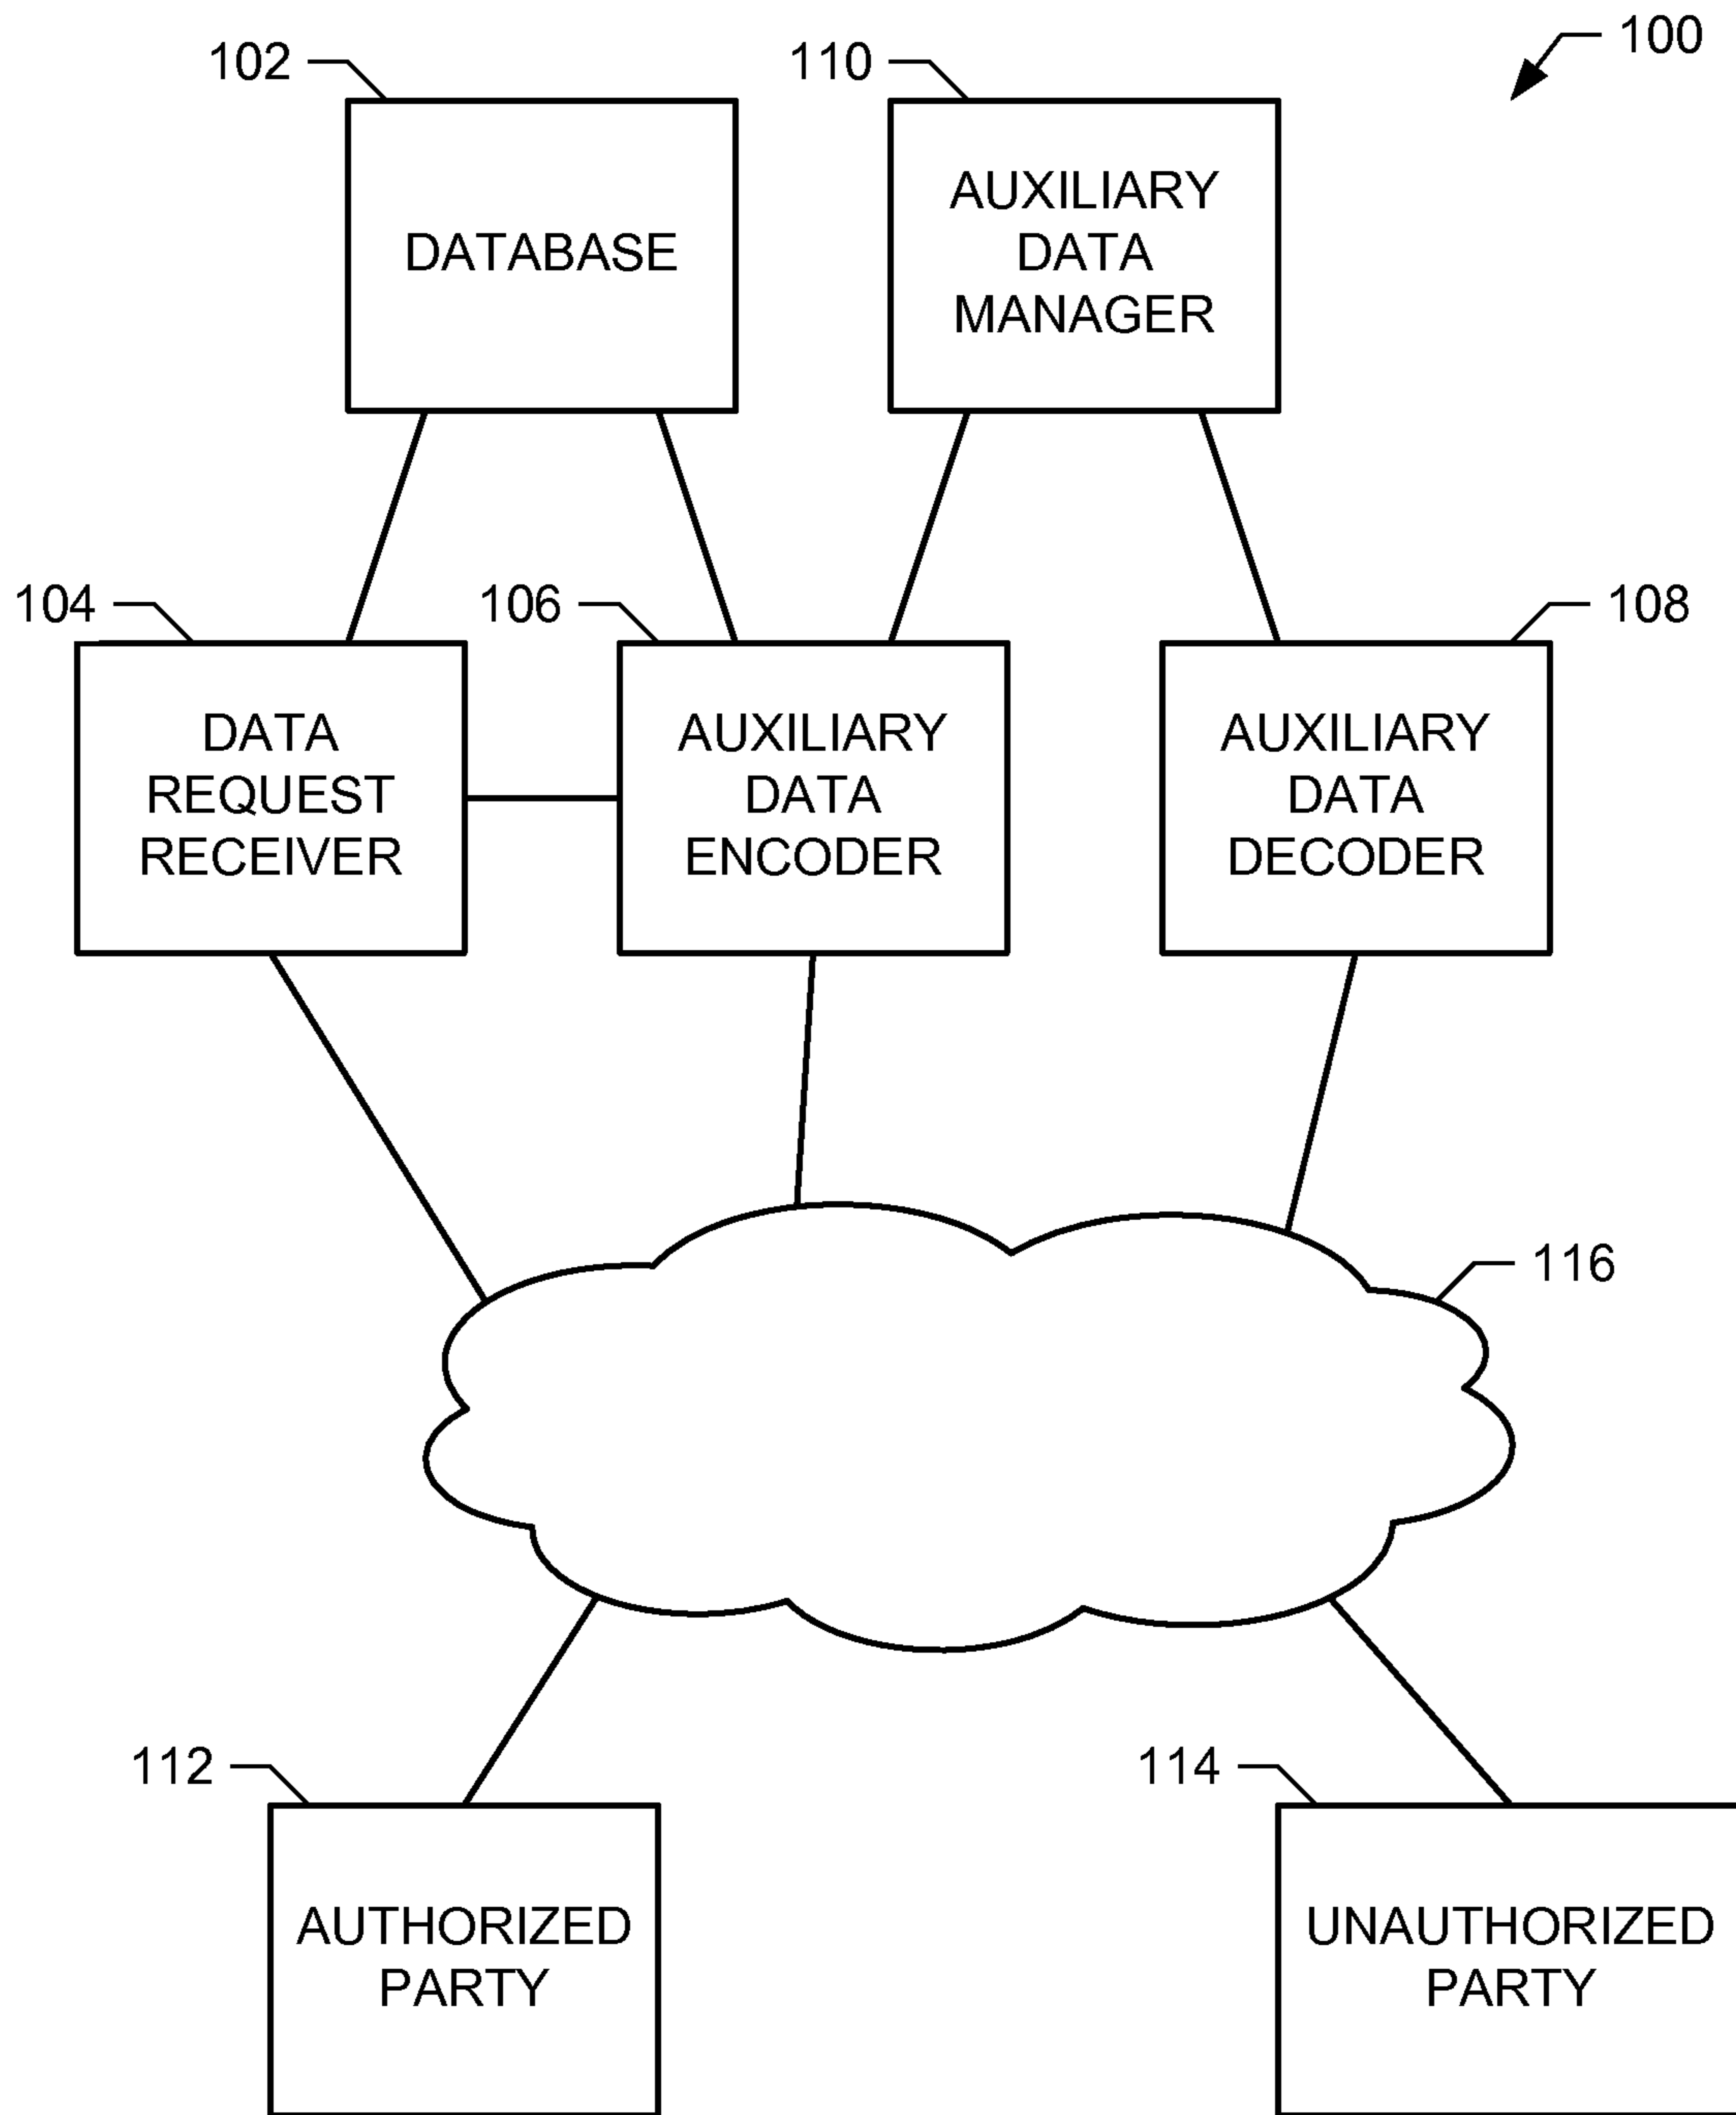 100
102
110
DATABASE
AUXILIARY
DATA
MANAGER
104
106
108
DATA
REQUEST
RECEIVER
AUXILIARY
DATA
ENCODER
AUXILIARY
DATA
DECODER
116
112
114
AUTHORIZED
PARTY
UNAUTHORIZED
PARTY